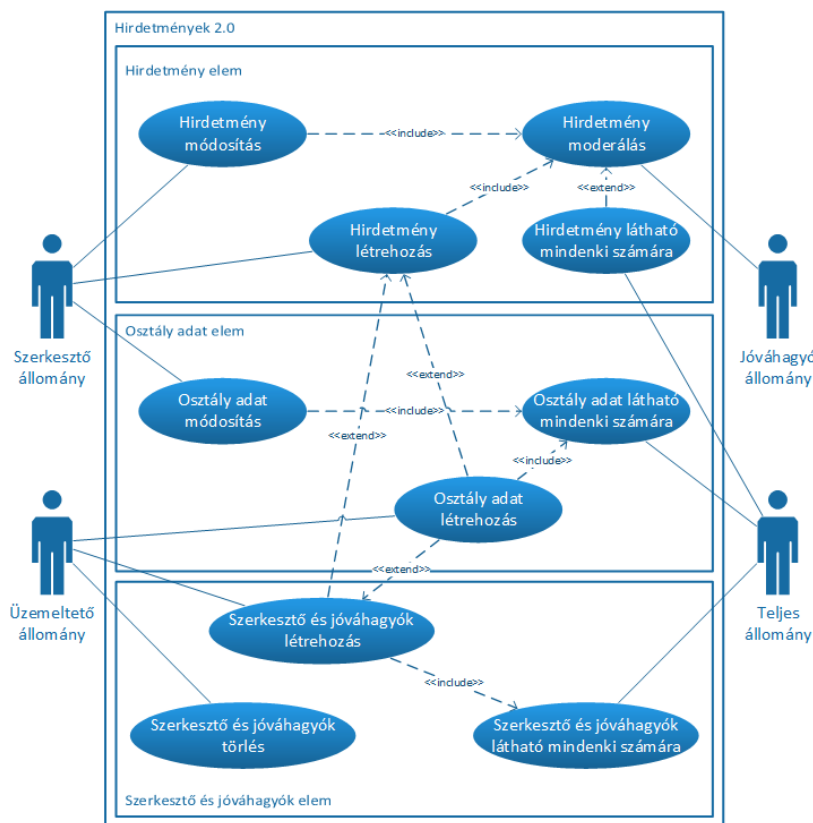 Hirdetmények 2.0
Hirdetmény elem
Hirdetmény
módosítás
<<include>>
Hirdetmény
moderálás
<<include>>
<<extend>>
Hirdetmény
létrehozás
Hirdetmény látható
mindenki számára
Szerkesztő
állomány
Jóváhagyó
állomány
Osztály adat elem
<<extend>>
Osztály adat
módosítás
<<include>>
Osztály adat látható
mindenki számára
<<extend>>
<<include>>
Osztály adat
létrehozás
<<extend>>
Üzemeltető
állomány
Teljes
állomány
Szerkesztő és jóváhagyók
létrehozás
<<include>>
Szerkesztő és jóváhagyók
törlés
Szerkesztő és jóváhagyók
látható mindenki számára
Szerkesztő és jóváhagyók elem